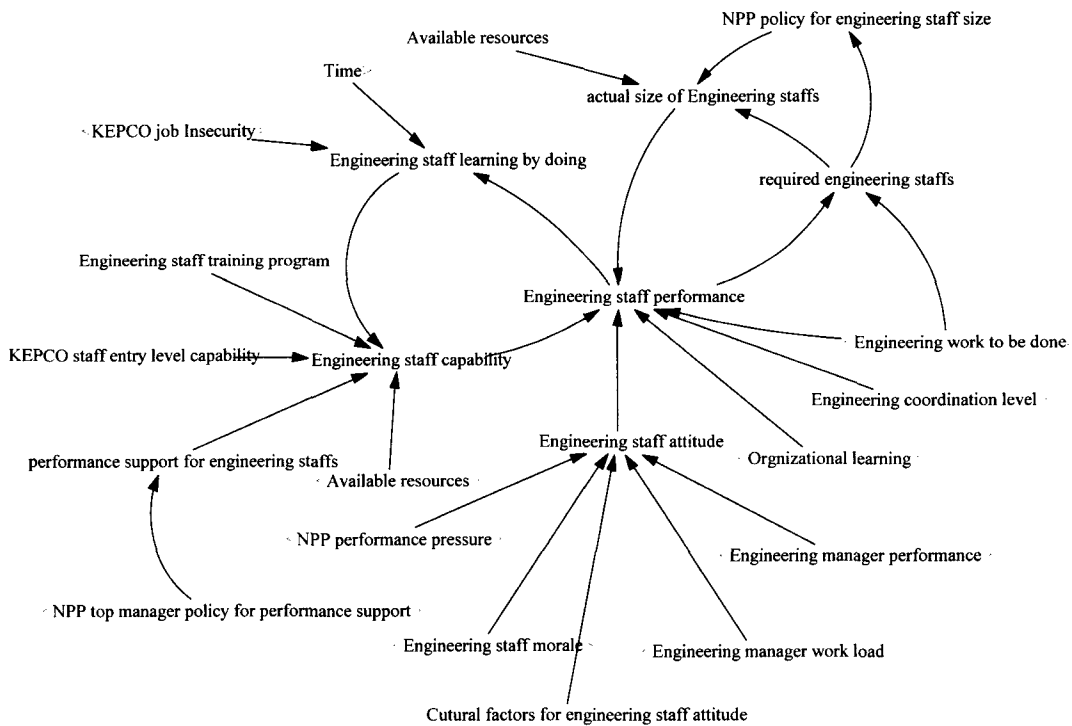 NPP policy for engineering staff size
Available resources
Time
actual size of Engineering staffs
KEPCO job Insecurity
Engineering staff learning by doing
required engineering staffs
Engineering staff training program
Engineering staff performance
Engineering work to be done
KEPCO staff entry level capability
Engineering staff capability
Engineering coordination level
Engineering staff attitude
Orgnizational learning
performance support for engineering staffs
Available resources
NPP performance pressure
Engineering manager performance
NPP top manager policy for performance support
Engineering staff morale
Engineering manager work load
Cutural factors for engineering staff attitude